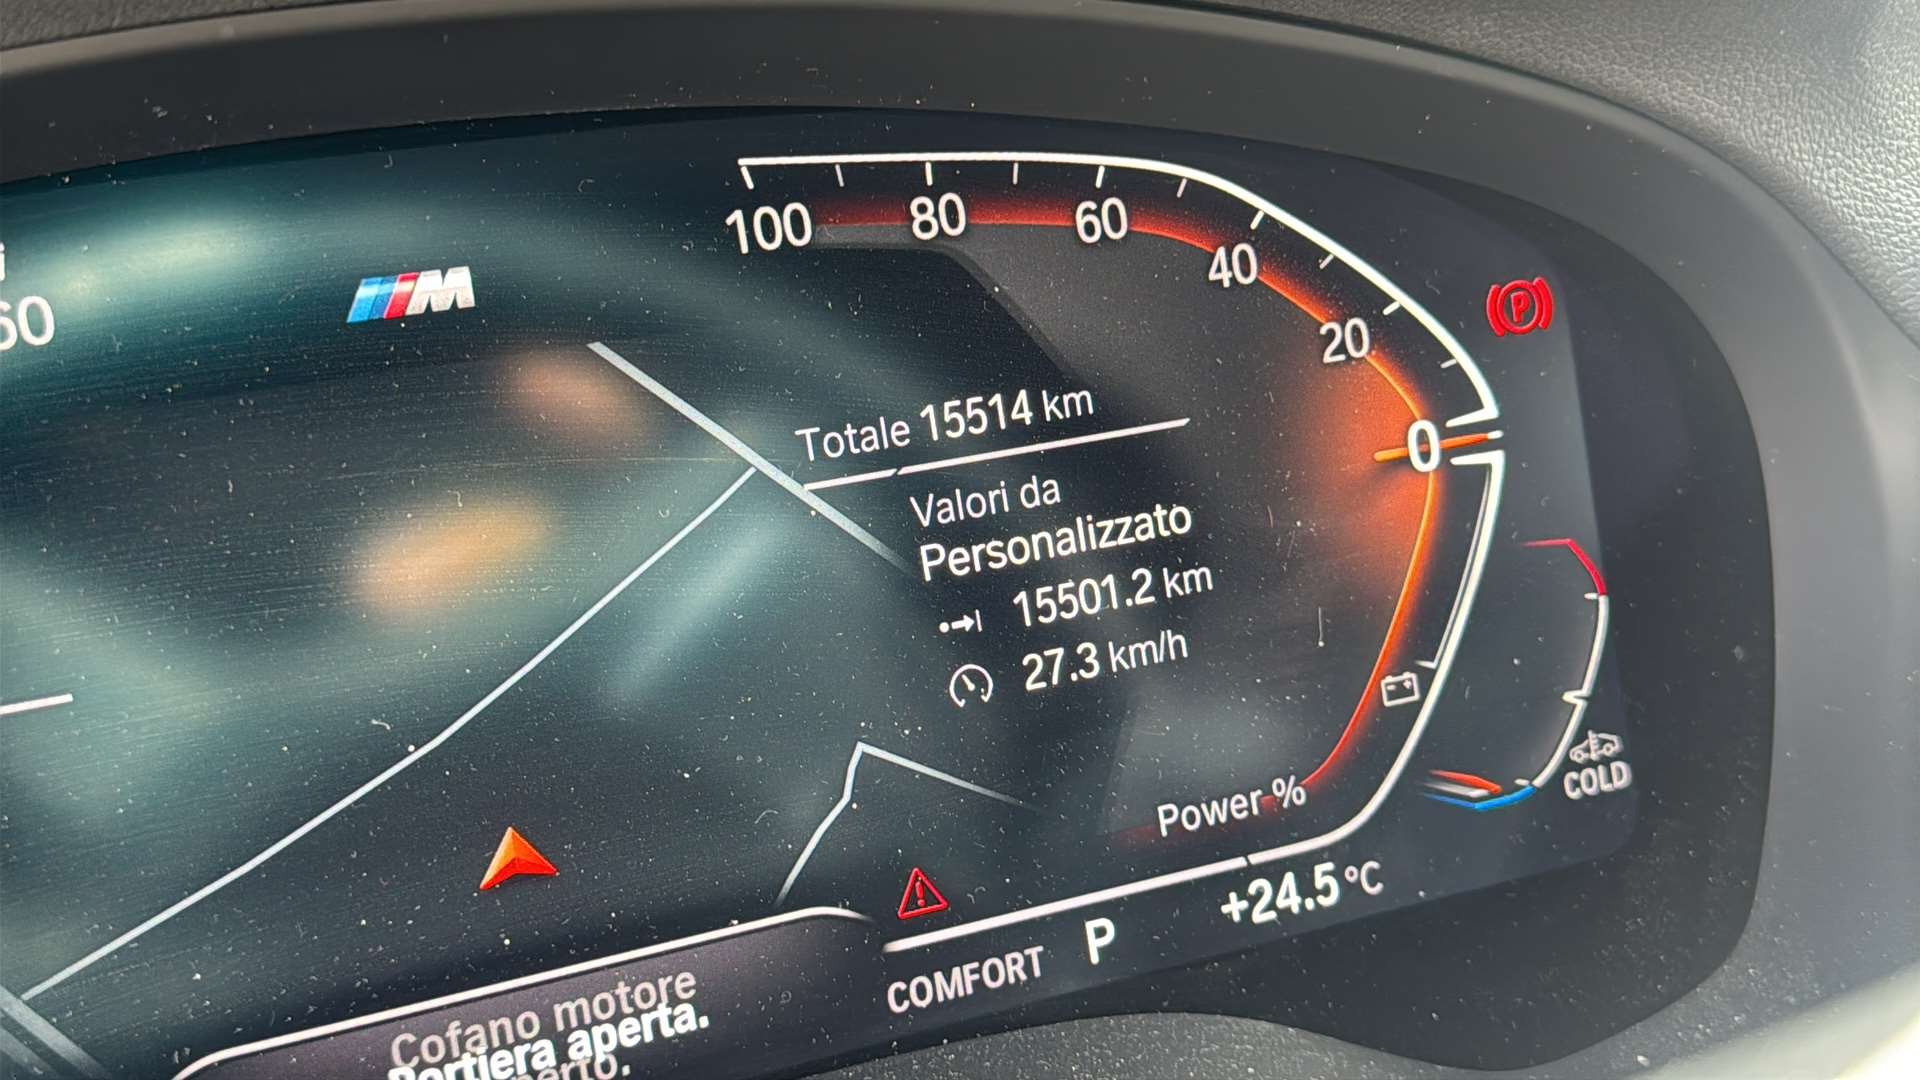 60
M
100 80 60 40 20 0
P
Totale 15514 km
Valori da
Personalizzato
15501.2 km
27.3 km/h
Power %
COLD
+24.5 °C
COMFORT P
Cofano motore
Portiera aperta.